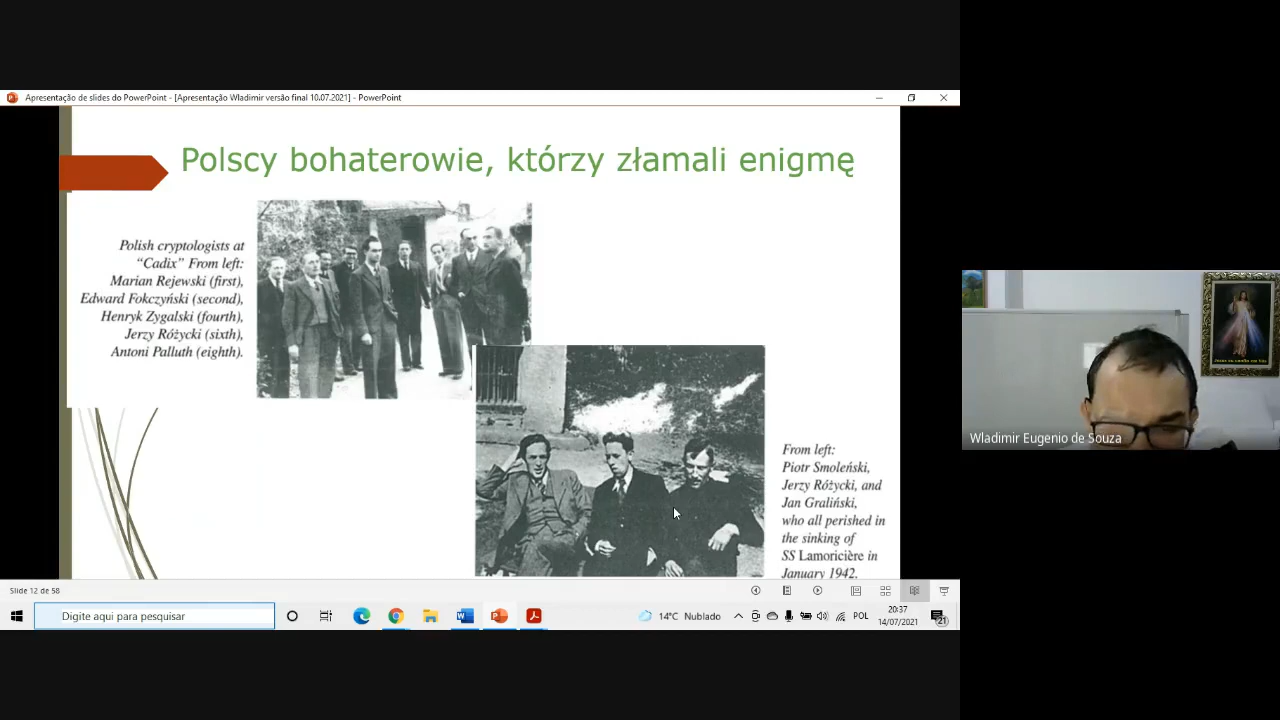 Apresentação de slides do PowerPoint - [Apresentação Wladimir versão final 10.07.2021] - PowerPoint
Polscy bohaterowie, którzy złamali enigmę
Polish cryptologists at
“Cadix” From left:
Marian Rejewski (first),
Edward Fokczyński (second),
Henryk Zygalski (fourth),
Jerzy Różycki (sixth),
Antoni Palluth (eighth).
From left:
Piotr Smoleński,
Jerzy Różycki, and
Jan Graliński,
who all perished in
the sinking of
SS Lamoricière in
January 1942.
Wladimir Eugenio de Souza
Slide 12 de 58
Digite aqui para pesquisar
14°C Nublado
POL
20:37
14/07/2021
21